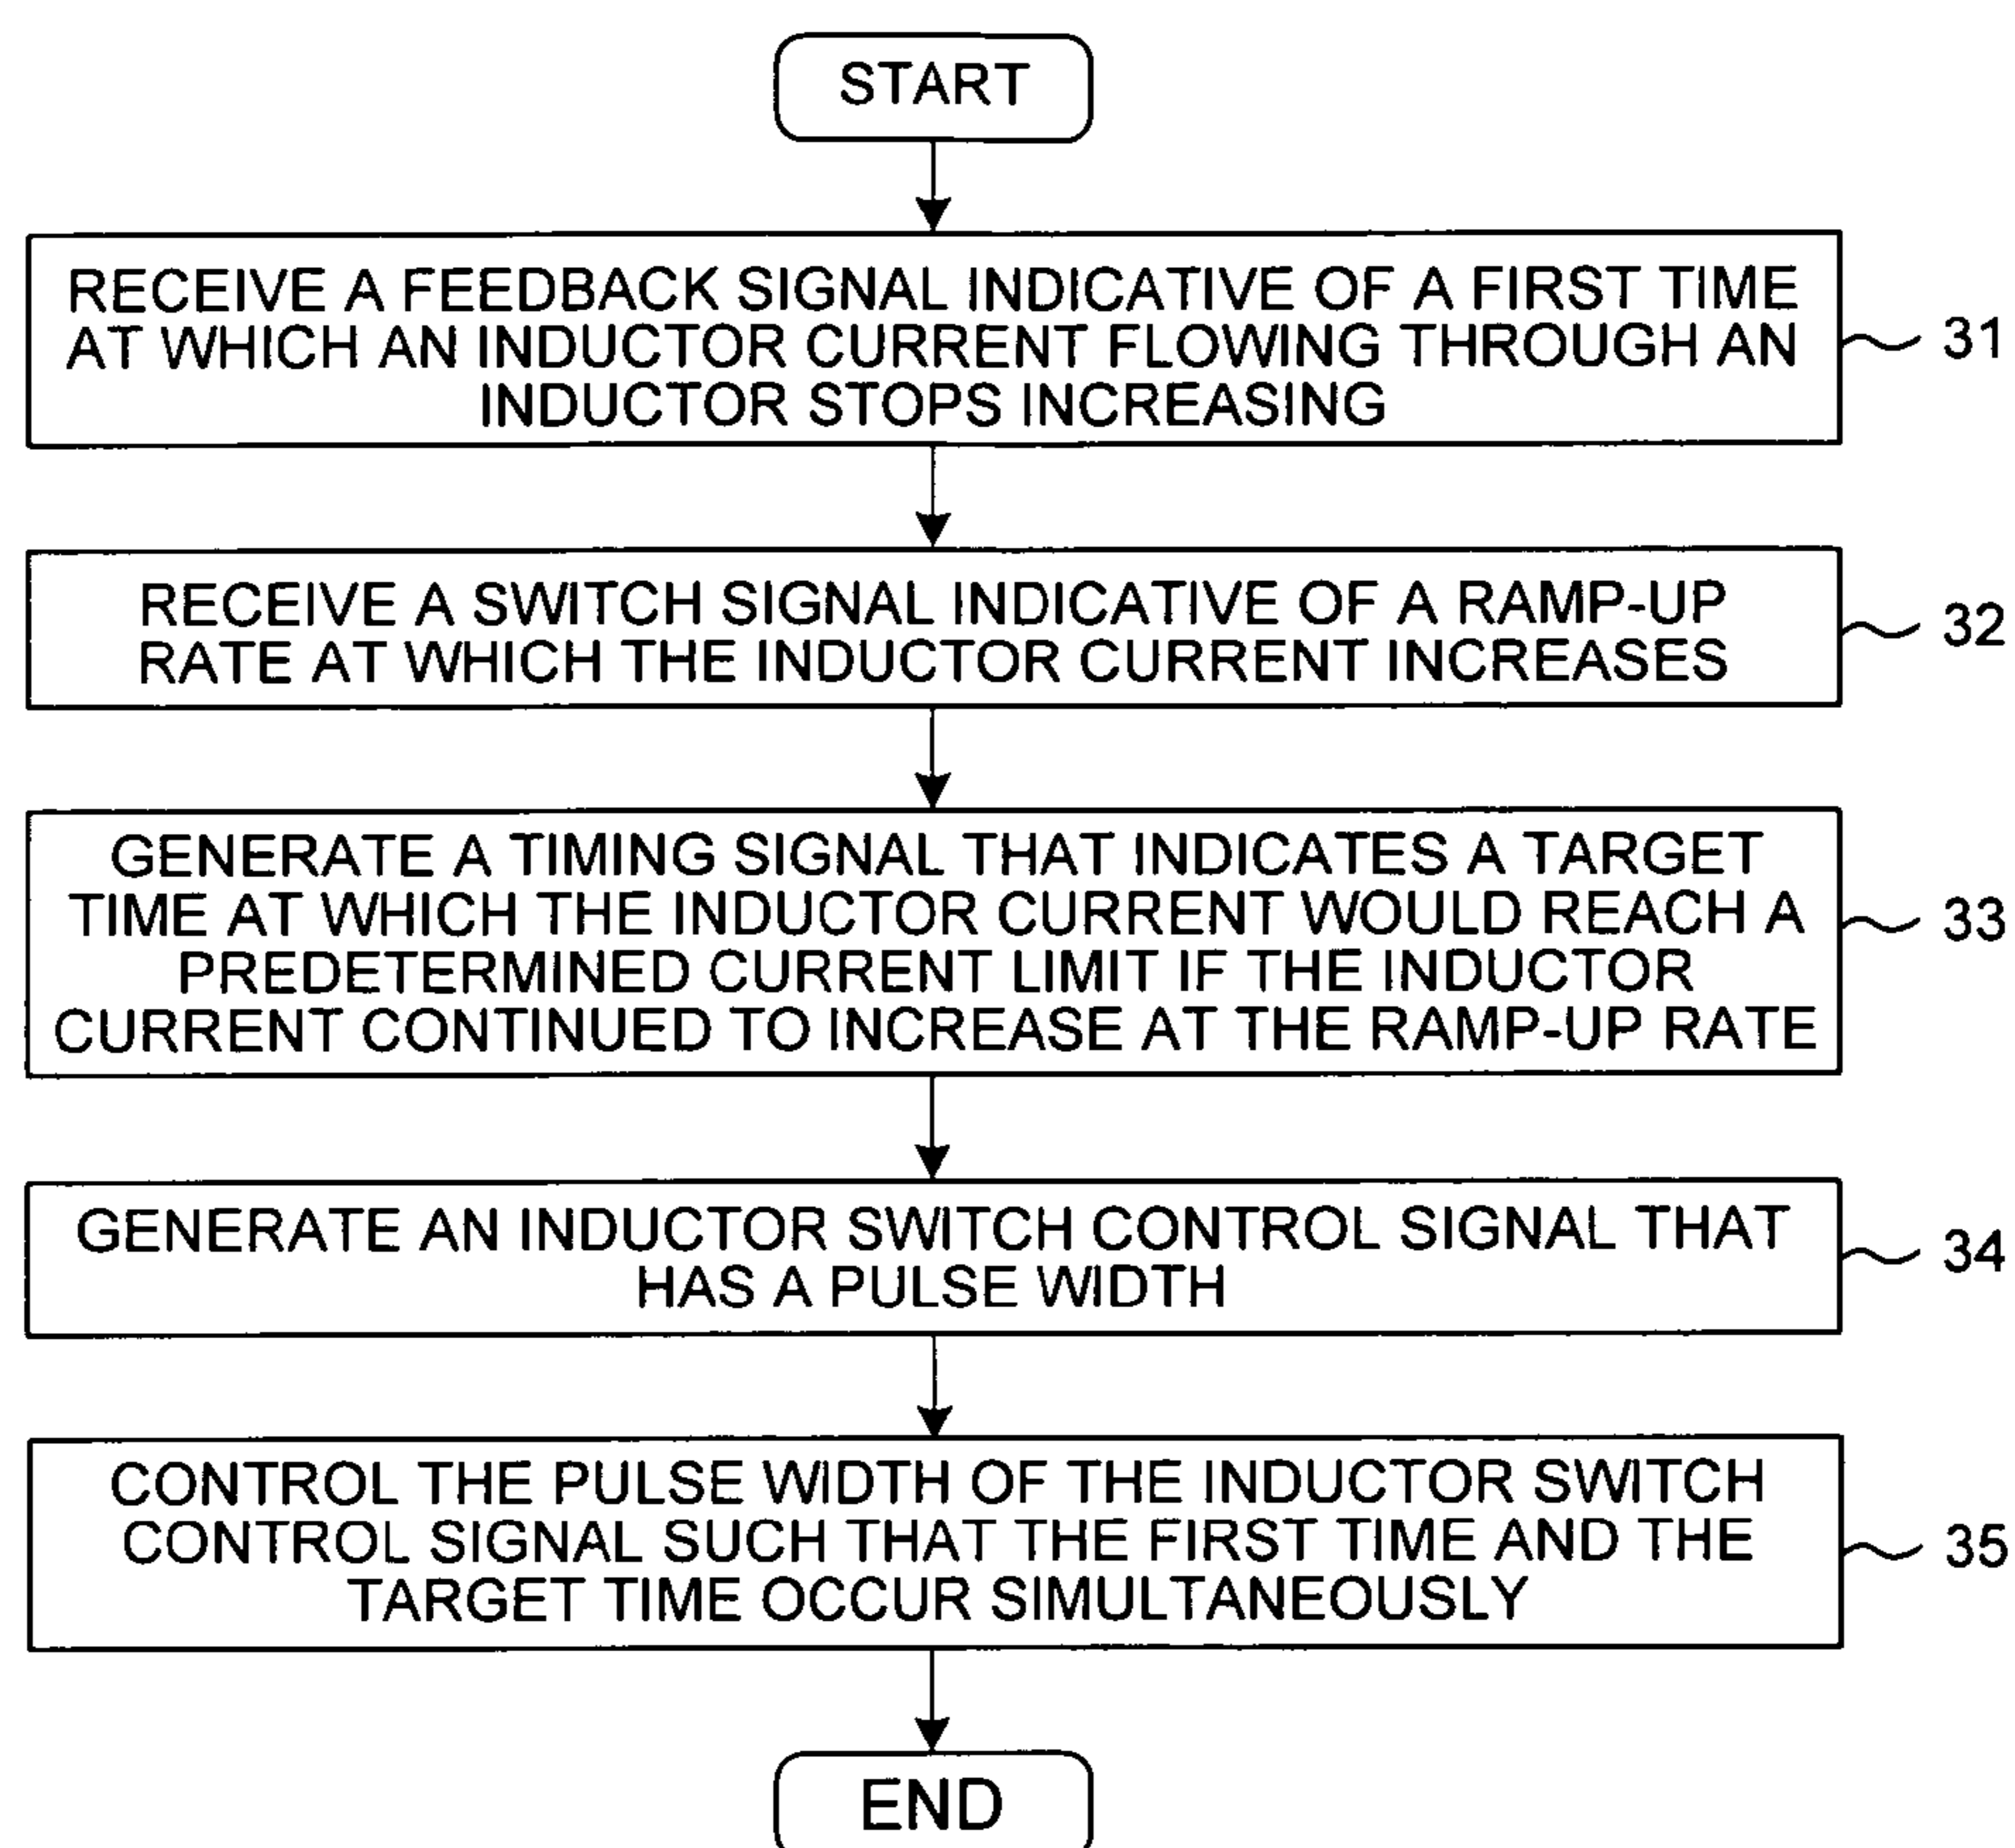 START
RECEIVE A FEEDBACK SIGNAL INDICATIVE OF A FIRST TIME
AT WHICH AN INDUCTOR CURRENT FLOWING THROUGH AN
INDUCTOR STOPS INCREASING
31
RECEIVE A SWITCH SIGNAL INDICATIVE OF A RAMP-UP
RATE AT WHICH THE INDUCTOR CURRENT INCREASES
32
GENERATE A TIMING SIGNAL THAT INDICATES A TARGET
TIME AT WHICH THE INDUCTOR CURRENT WOULD REACH A
PREDETERMINED CURRENT LIMIT IF THE INDUCTOR
CURRENT CONTINUED TO INCREASE AT THE RAMP-UP RATE
33
GENERATE AN INDUCTOR SWITCH CONTROL SIGNAL THAT
HAS A PULSE WIDTH
34
CONTROL THE PULSE WIDTH OF THE INDUCTOR SWITCH
CONTROL SIGNAL SUCH THAT THE FIRST TIME AND THE
TARGET TIME OCCUR SIMULTANEOUSLY
35
END